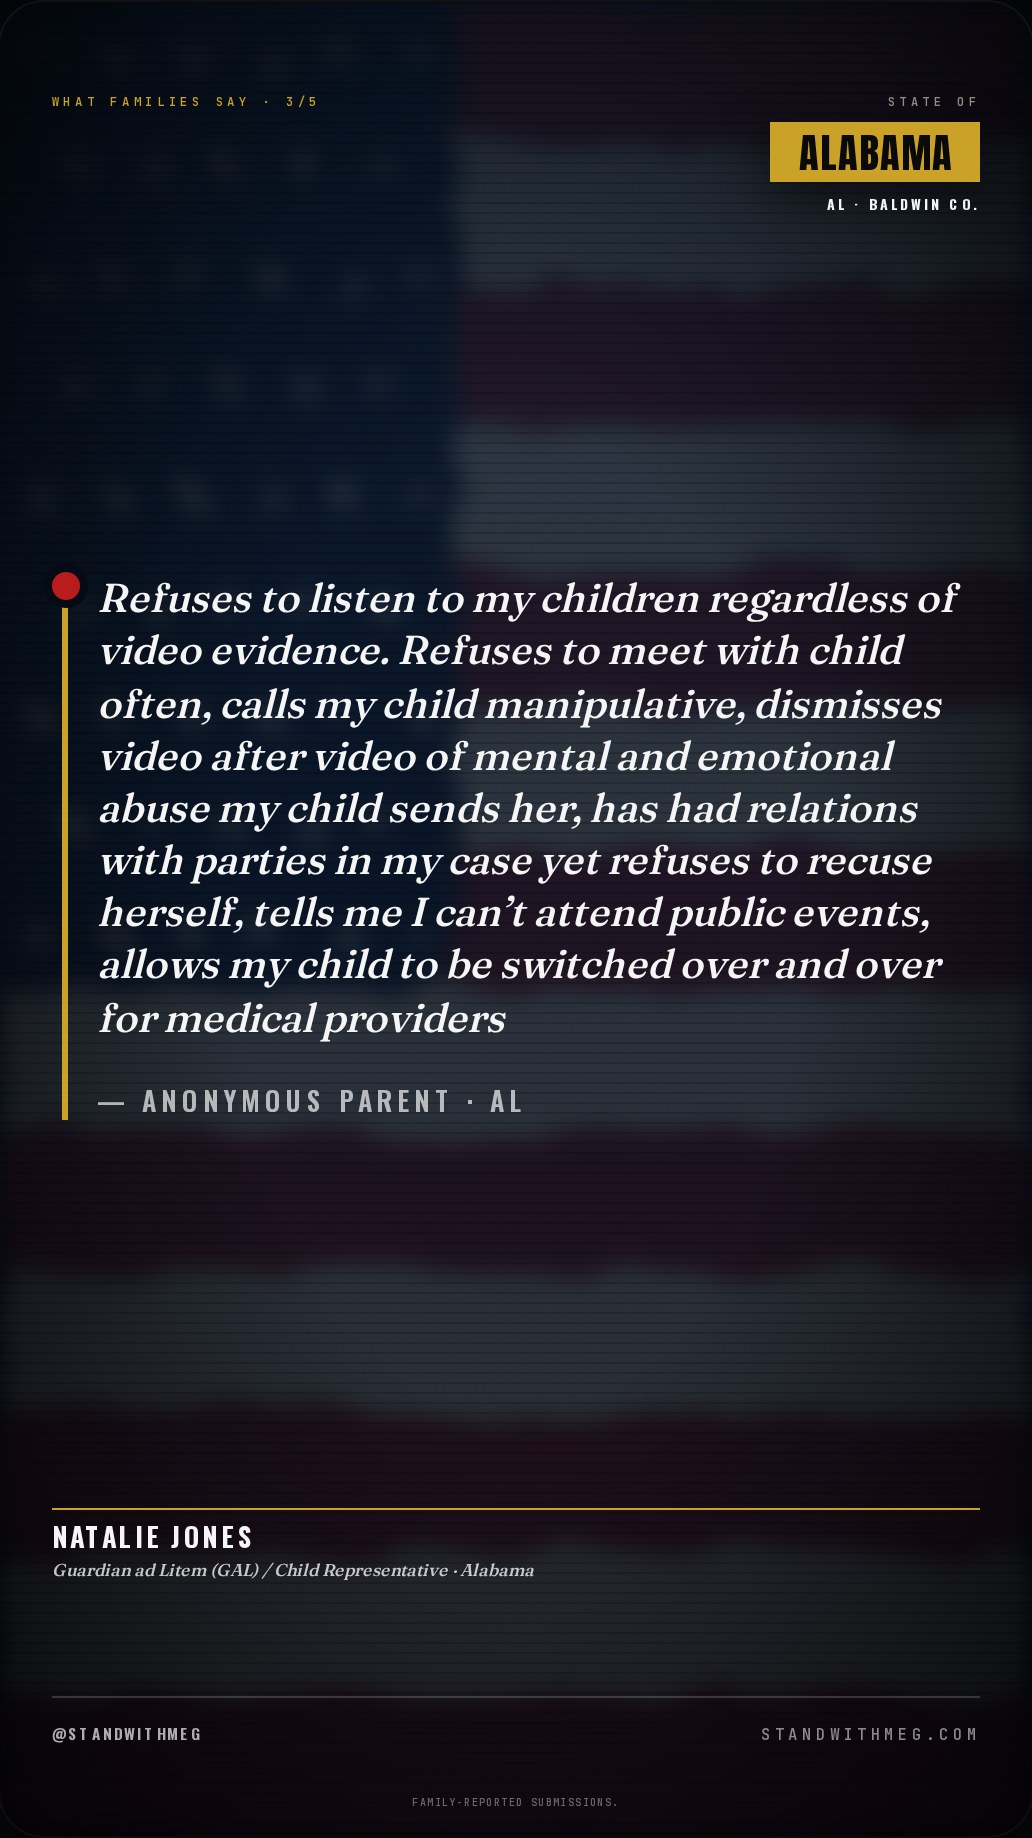 WHAT FAMILIES SAY · 3/5
STATE OF
ALABAMA
AL · BALDWIN CO.
Refuses to listen to my children regardless of
video evidence. Refuses to meet with child
often, calls my child manipulative, dismisses
video after video of mental and emotional
abuse my child sends her, has had relations
with parties in my case yet refuses to recuse
herself, tells me I can’t attend public events,
allows my child to be switched over and over
for medical providers
— ANONYMOUS PARENT · AL
NATALIE JONES
Guardian ad Litem (GAL) / Child Representative · Alabama
@STANDWITHMEG
STANDWITHMEG.COM
FAMILY-REPORTED SUBMISSIONS.